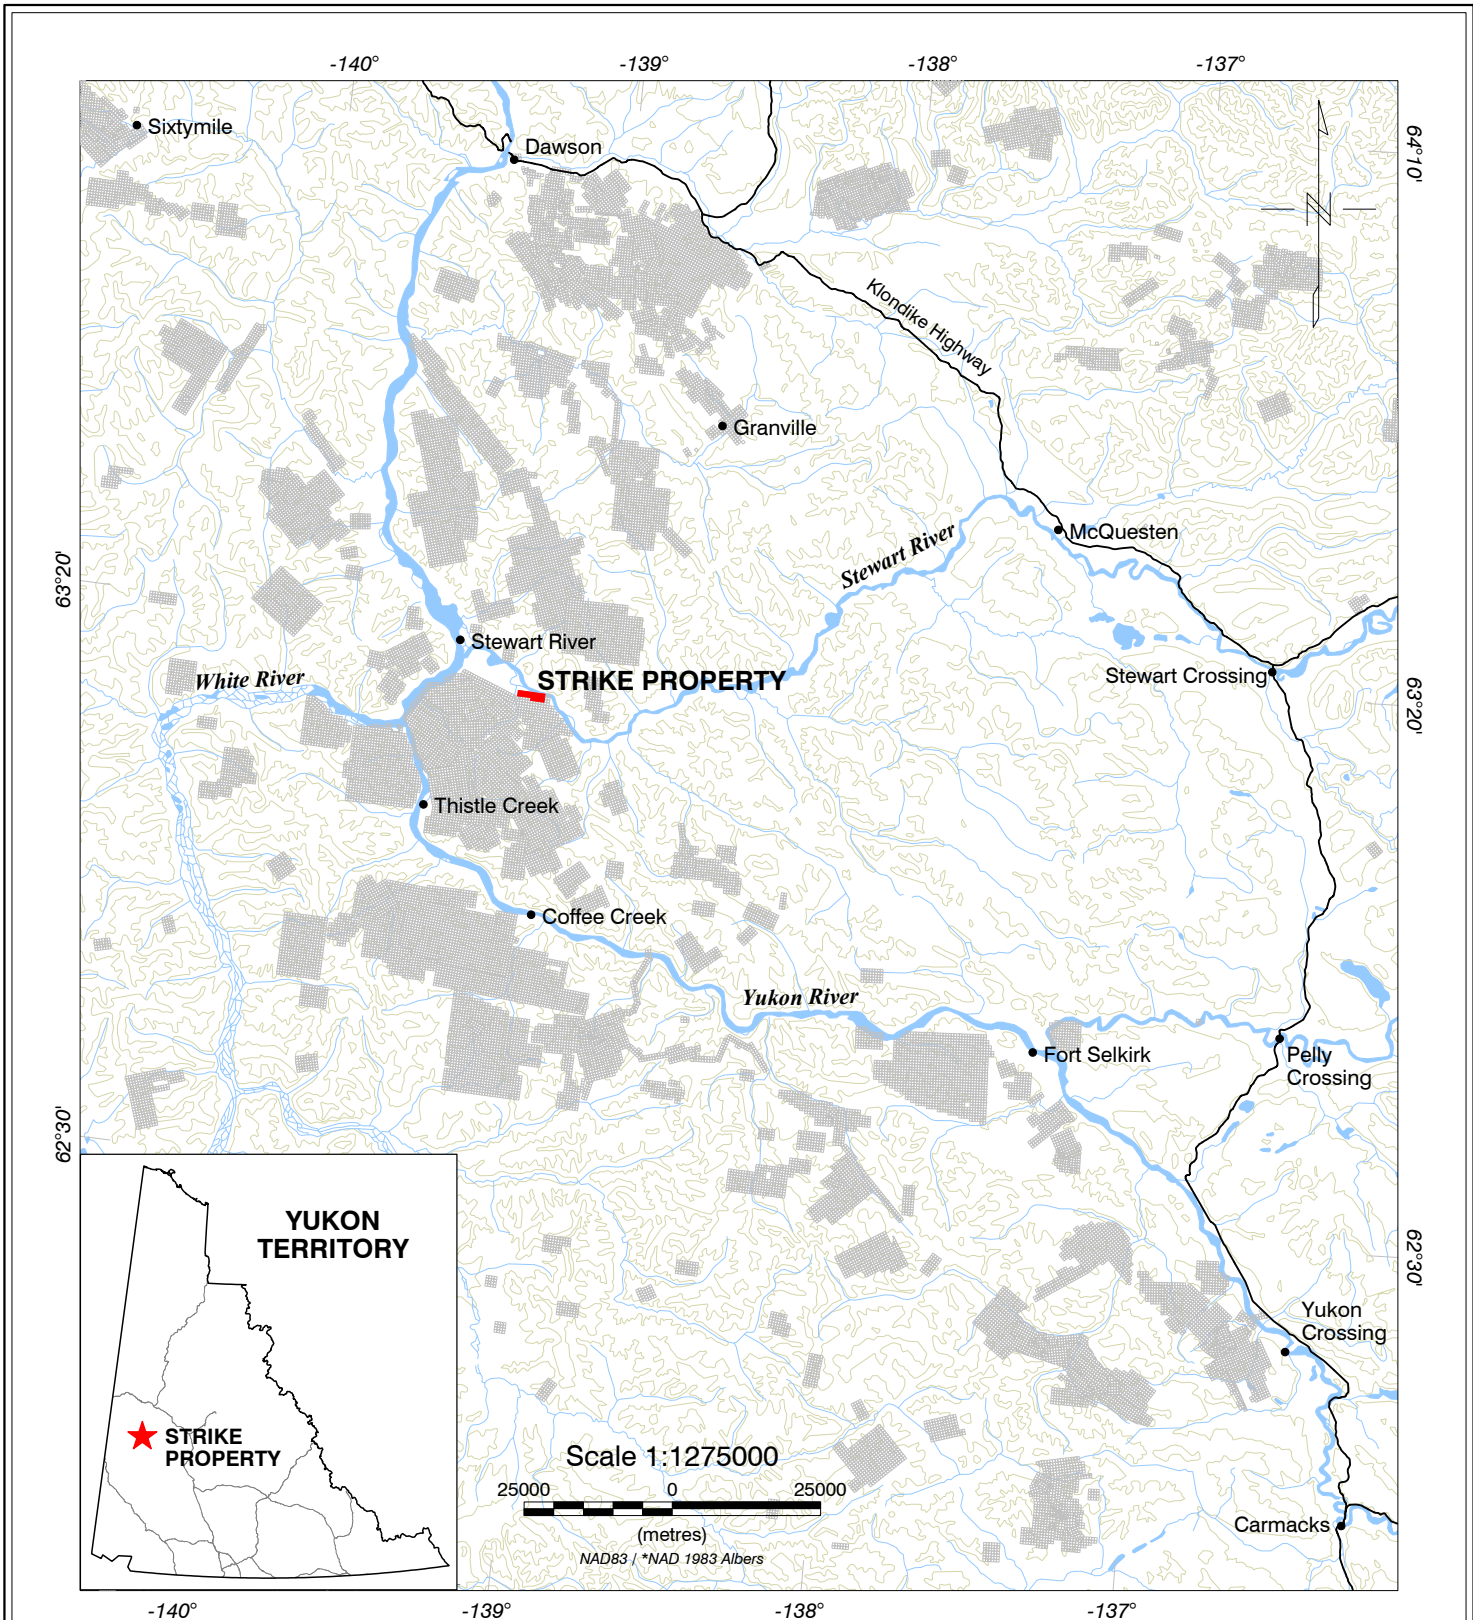 -140°
-139°
-138°
-137°
Sixtymile
Dawson
64°10'
Klondike Highway
Granville
McQuesten
Stewart River
63°20'
Stewart River
Stewart Crossing
White River
STRIKE PROPERTY
63°20'
Thistle Creek
Coffee Creek
Yukon River
Fort Selkirk
Pelly
Crossing
62°30'
YUKON
TERRITORY
62°30'
Yukon
Crossing
STRIKE
PROPERTY
Scale 1:1275000
25000
0
25000
(metres)
NAD83 / *NAD 1983 Albers
Carmacks
N
-140°
-139°
-138°
-137°